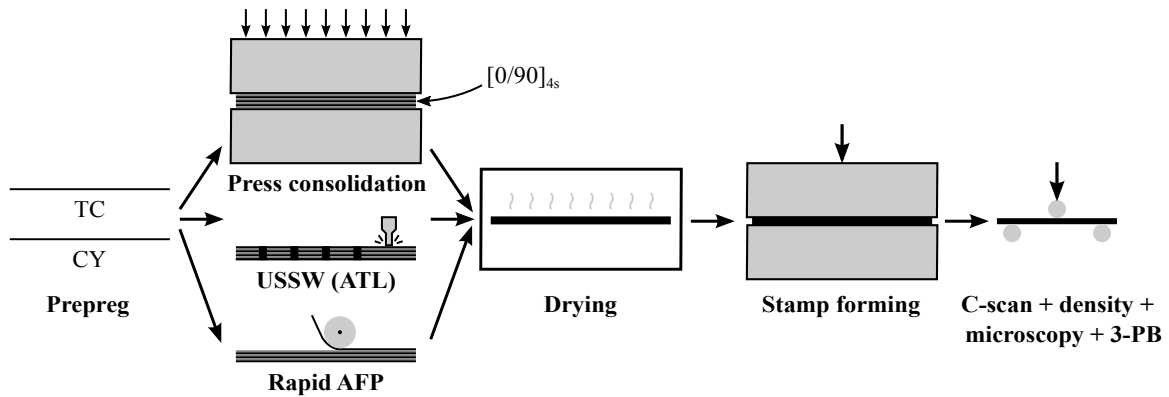 [0/90]4s
Press consolidation
TC
CY
Prepreg
USSW (ATL)
Rapid AFP
Drying
Stamp forming
C-scan + density +
microscopy + 3-PB